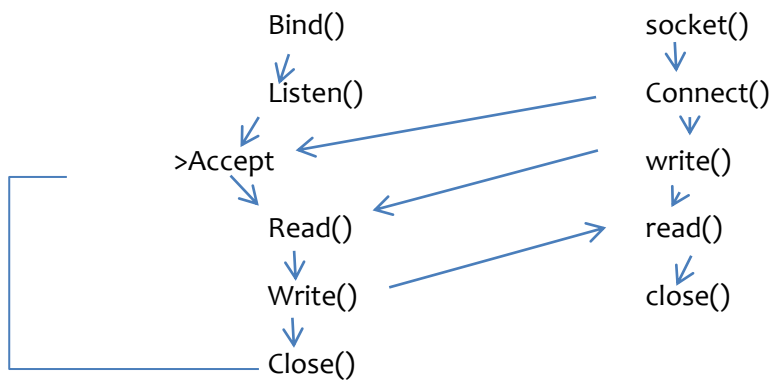 Bind() socket()
Listen() Connect()
>Accept write()
Read() read()
Write() close()
Close()